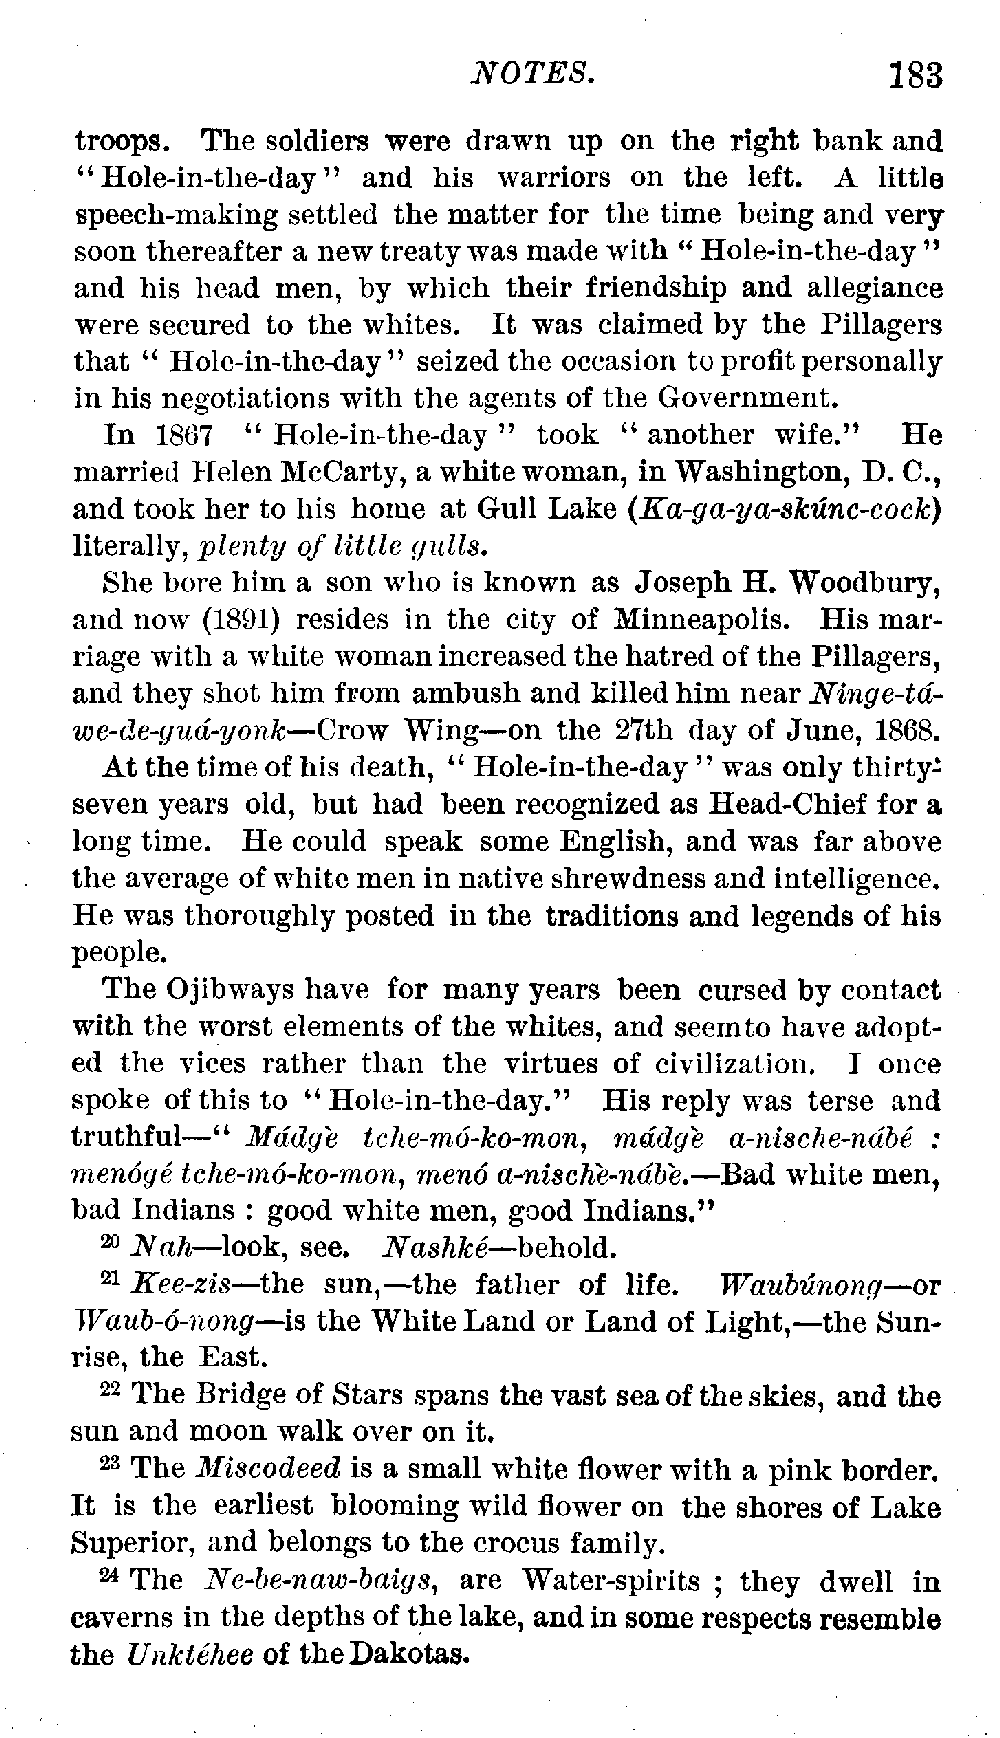 NOTES. 183
troops. The soldiers were drawn up on the right bank and
“Hole-in-the-day” and his warriors on the left. A little
speech-making settled the matter for the time being and very
soon thereafter a new treaty was made with “ Hole-in-the-day ”
and his head men, by which their friendship and allegiance
were secured to the whites. It was claimed by the Pillagers
that “ Hole-in-the-day” seized the occasion to profit personally
in his negotiations with the agents of the Government.
In 1867 “ Hole-in-the-day ” took “ another wife.” He
married Helen McCarty, a white woman, in Washington, D. C.,
and took her to his home at Gull Lake (Ka-ga-ya-skúnc-cock)
literally, plenty of little gulls.
She bore him a son who is known as Joseph H. Woodbury,
and now (1891) resides in the city of Minneapolis. His mar-
riage with a white woman increased the hatred of the Pillagers,
and they shot him from ambush and killed him near Ninge-tá-
we-de-guá-yonk—Crow Wing—on the 27th day of June, 1868.
At the time of his death, “ Hole-in-the-day ” was only thirty-
seven years old, but had been recognized as Head-Chief for a
long time. He could speak some English, and was far above
the average of white men in native shrewdness and intelligence.
He was thoroughly posted in the traditions and legends of his
people.
The Ojibways have for many years been cursed by contact
with the worst elements of the whites, and seem to have adopt-
ed the vices rather than the virtues of civilization. I once
spoke of this to “Hole-in-the-day.” His reply was terse and
truthful—“ Mádgè tche-mó-ko-mon, mádgè a-nische-nábé :
menógé tche-mó-ko-mon, menó a-nischè-nábè.—Bad white men,
bad Indians : good white men, good Indians.”
²⁰ Nah—look, see. Nashké—behold.
²¹ Kee-zis—the sun,—the father of life. Waubúnong—or
Waub-ó-nong—is the White Land or Land of Light,—the Sun-
rise, the East.
²² The Bridge of Stars spans the vast sea of the skies, and the
sun and moon walk over on it.
²³ The Miscodeed is a small white flower with a pink border.
It is the earliest blooming wild flower on the shores of Lake
Superior, and belongs to the crocus family.
²⁴ The Ne-be-naw-baigs, are Water-spirits ; they dwell in
caverns in the depths of the lake, and in some respects resemble
the Unktéhee of the Dakotas.